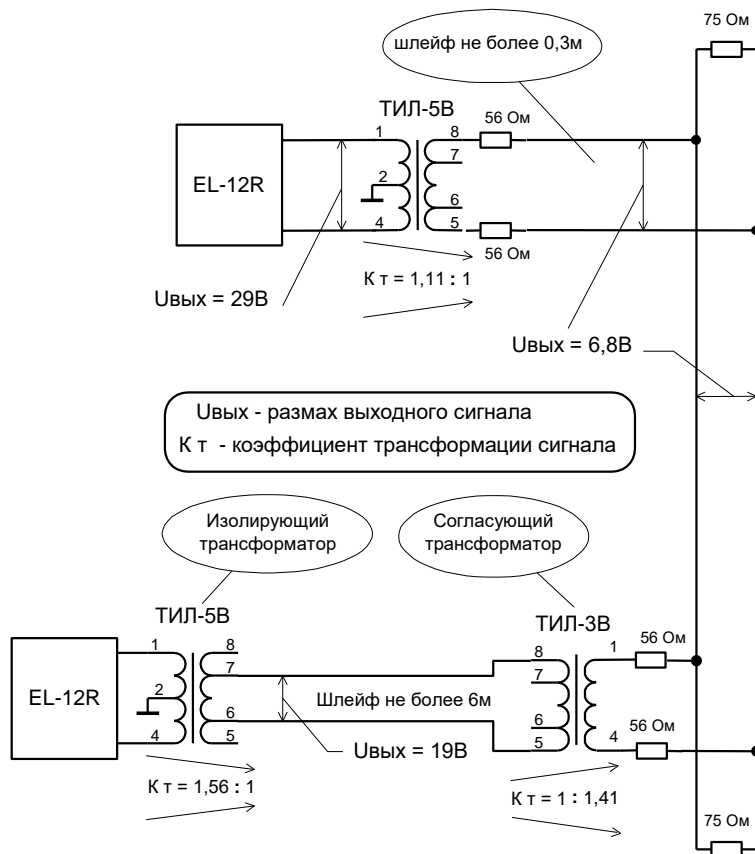 75 Ом
шлейф не более 0,3м
ТИЛ-5В
56 Ом
1
8
7
EL-12R
2
6
4
5
56 Ом
К т = 1,11 : 1
Uвых = 29В
Uвых = 6,8В
Uвых - размах выходного сигнала
К т - коэффициент трансформации сигнала
Изолирующий
трансформатор
Согласующий
трансформатор
ТИЛ-5В
ТИЛ-3В
1
8
7
EL-12R
2
6
4
5
Шлейф не более 6м
8
1
56 Ом
7
6
5
4
56 Ом
Uвых = 19В
К т = 1,56 : 1
К т = 1 : 1,41
75 Ом